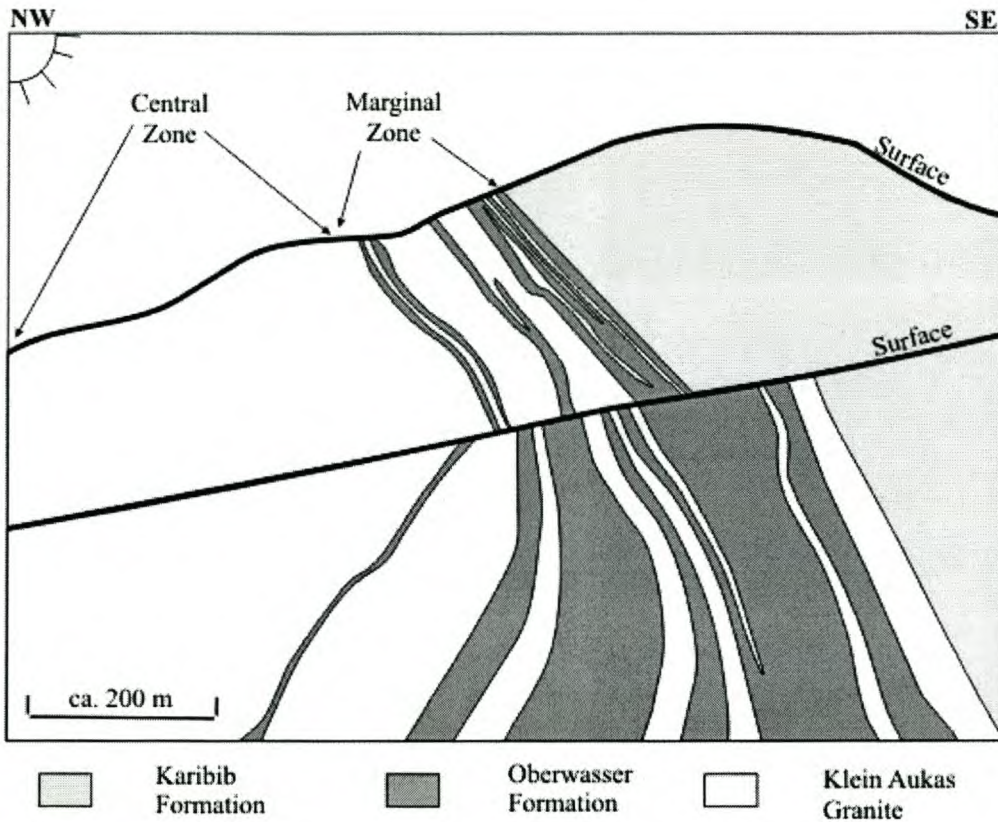 NW
SE
Central
Zone
Marginal
Zone
Surface
Surface
ca. 200 m
Karibib
Formation
Oberwasser
Formation
Klein Aukas
Granite